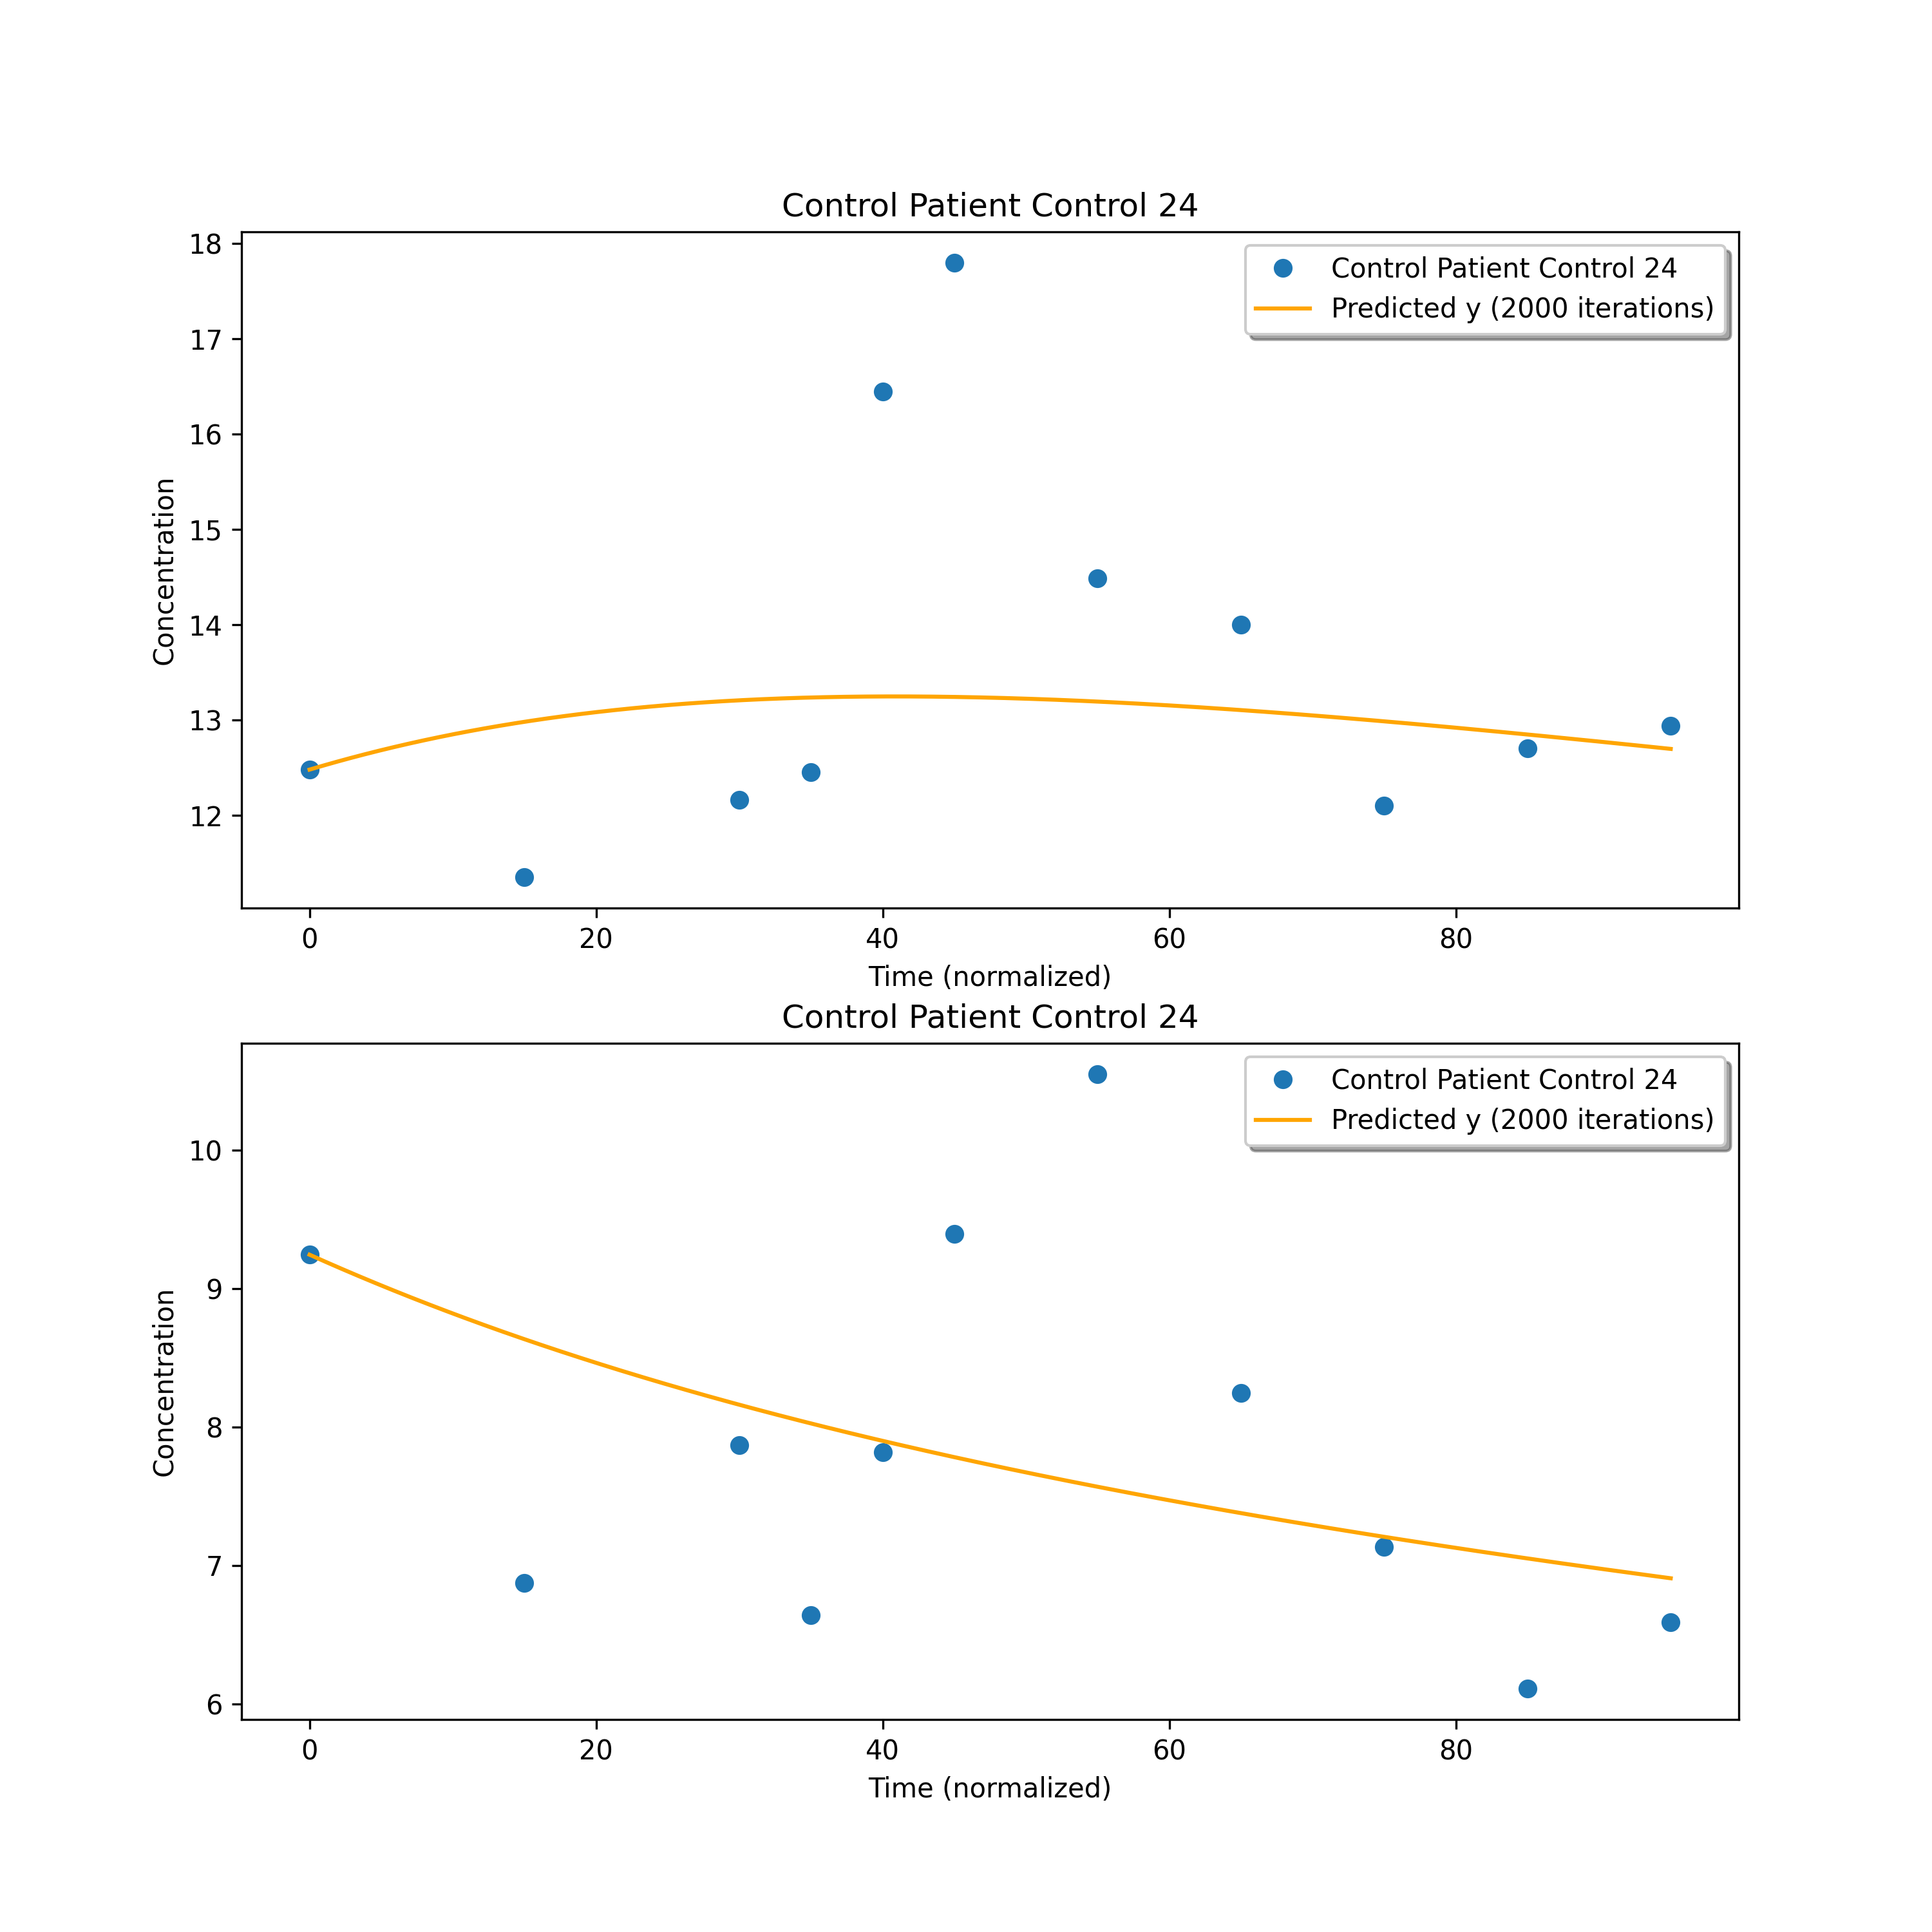 Control Patient Control 24
18
17
16
15
14
13
12
Concentration
Control Patient Control 24
Predicted y (2000 iterations)
0 20 40 60 80
Time (normalized)
Control Patient Control 24
10
9
8
7
6
Concentration
Control Patient Control 24
Predicted y (2000 iterations)
0 20 40 60 80
Time (normalized)